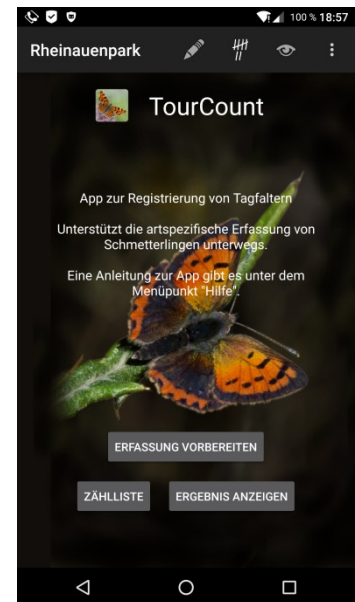 100 % 18:57
Rheinauenpark
TourCount
App zur Registrierung von Tagfaltern
Unterstützt die artspezifische Erfassung von
Schmetterlingen unterwegs.
Eine Anleitung zur App gibt es unter dem
Menüpunkt "Hilfe".
ERFASSUNG VORBEREITEN
ZÄHLLISTE
ERGEBNIS ANZEIGEN